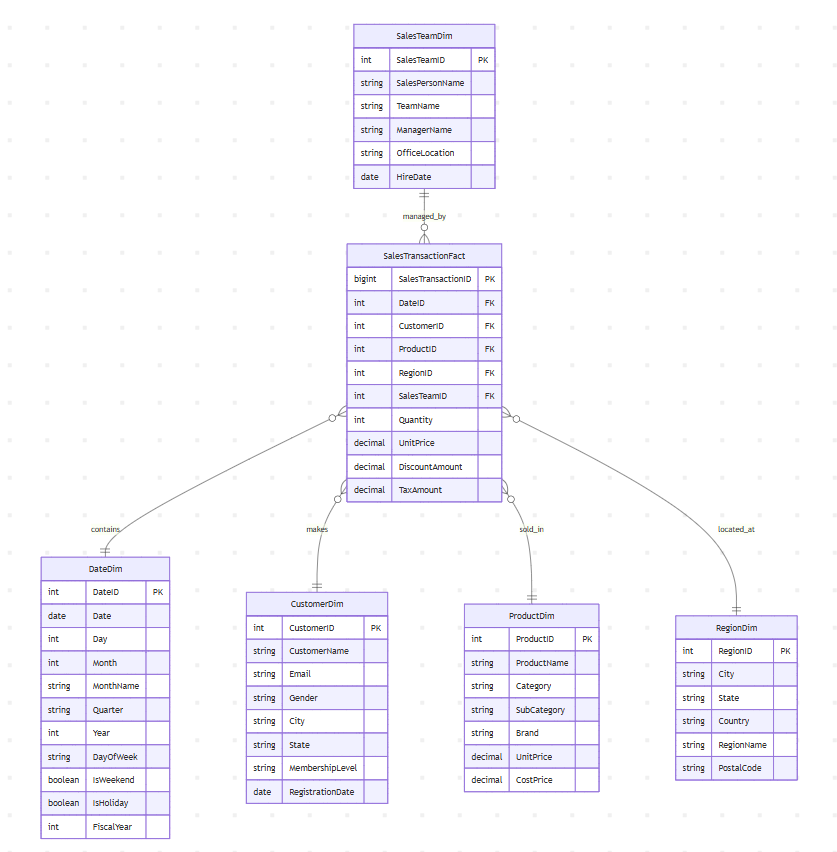 SalesTeamDim
int SalesTeamID PK
string SalesPersonName
string TeamName
string ManagerName
string OfficeLocation
date HireDate
managed_by
SalesTransactionFact
bigint SalesTransactionID PK
int DateID FK
int CustomerID FK
int ProductID FK
int RegionID FK
int SalesTeamID FK
int Quantity
decimal UnitPrice
decimal DiscountAmount
decimal TaxAmount
contains
makes
sold_in
located_at
DateDim
int DateID PK
date Date
int Day
int Month
string MonthName
string Quarter
int Year
string DayOfWeek
boolean IsWeekend
boolean IsHoliday
int FiscalYear
CustomerDim
int CustomerID PK
string CustomerName
string Email
string Gender
string City
string State
string MembershipLevel
date RegistrationDate
ProductDim
int ProductID PK
string ProductName
string Category
string SubCategory
string Brand
decimal UnitPrice
decimal CostPrice
RegionDim
int RegionID PK
string City
string State
string Country
string RegionName
string PostalCode